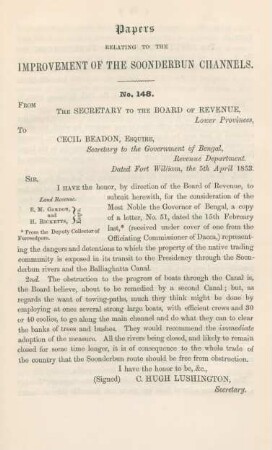 Papers
RELATING TO THE
IMPROVEMENT OF THE SOONDERBUN CHANNELS.
No. 148.
FROM
THE SECRETARY TO THE BOARD OF REVENUE,
Lower Provinces,
TO
CECIL BEADON, ESQUIRE,
Secretary to the Government of Bengal,
Revenue Department.
Dated Fort William, the 5th April 1853.
SIR,
I HAVE the honor, by direction of the Board of Revenue, to
Land Revenue.
E. M. GORDON,
and
H. RICKETTS,
* From the Deputy Collector of
Furreedpore.
submit herewith, for the consideration of the
Most Noble the Governor of Bengal, a copy
of a letter, No. 51, dated the 15th February
last,* (received under cover of one from the
Officiating Commissioner of Dacca,) represent-
ing the dangers and detentions to which the property of the native trading
community is exposed in its transit to the Presidency through the Soon-
derbun rivers and the Balliaghatta Canal.
2nd. The obstruction to the progress of boats through the Canal is,
the Board believe, about to be remedied by a second Canal; but, as
regards the want of towing-paths, much they think might be done by
employing at once several strong large boats, with efficient crews and 30
or 40 coolies, to go along the main channel and do what they can to clear
the banks of trees and bushes. They would recommend the immediate
adoption of the measure. All the rivers being closed, and likely to remain
closed for some time longer, it is of consequence to the whole trade of
the country that the Soonderbun route should be free from obstruction.
I have the honor to be, &c.,
(Signed) C. HUGH LUSHINGTON,
Secretary.